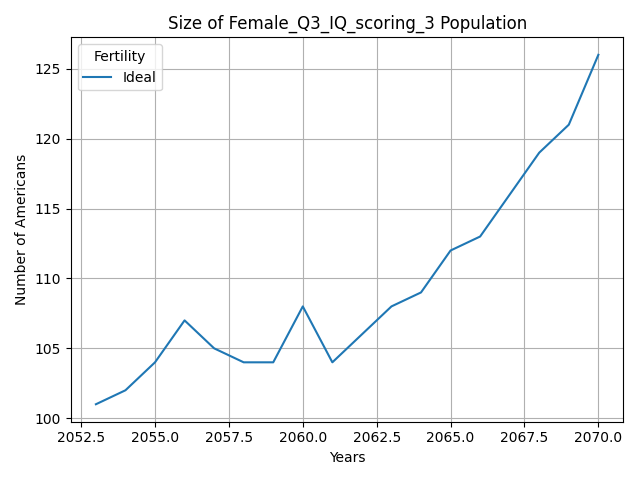 Size of Female_Q3_IQ_scoring_3 Population
Fertility
Ideal
Number of Americans
125
120
115
110
105
100
2052.5 2055.0 2057.5 2060.0 2062.5 2065.0 2067.5 2070.0
Years